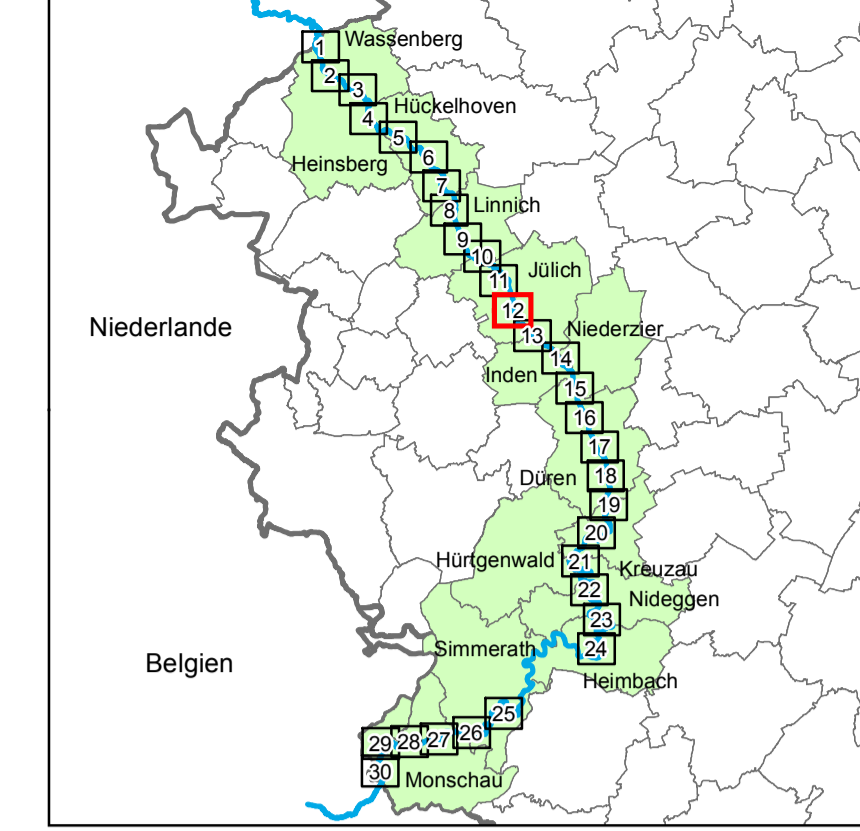 1
Wassenberg
2
3
Hückelhoven
4
5
6
Heinsberg
7
8
Linnich
9
10
11
Jülich
12
Niederlande
13
Niederzier
14
Inden
15
16
17
Düren
18
19
20
Hürtgenwald
21
Kreuzau
22
Nideggen
23
Simmerath
24
Belgien
Heimbach
25
26
27
28
29
30
Monschau